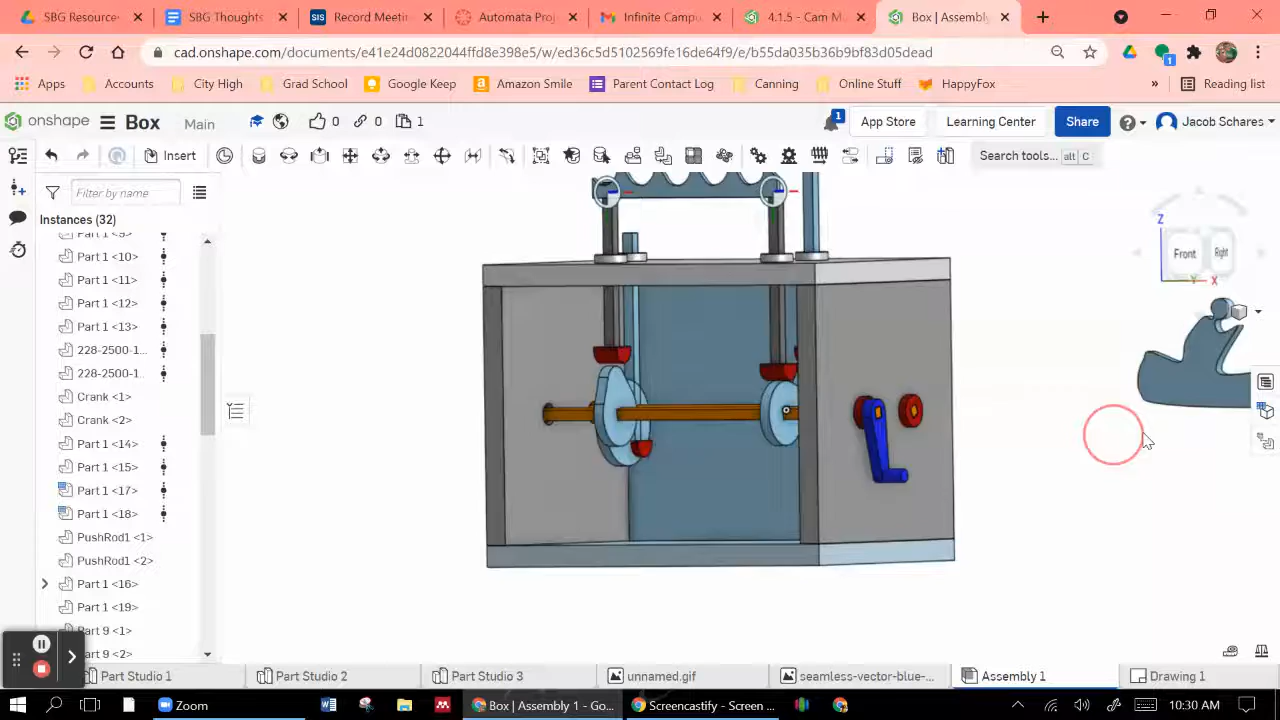 SBG Resource
SBG Thoughts
SIS
Record Meeti
Automata Proj
Infinite Camp
4.1.5 - Cam M
Box | Assembly
cad.onshape.com/documents/e41e24d0822044ffd8e398e5/w/ed36c5d5102569fe16de64f9/e/b55da035b36b9bf83d05dead
Apps
Accounts
City High
Grad School
Google Keep
Amazon Smile
Parent Contact Log
Canning
Online Stuff
HappyFox
»
Reading list
onshape
Box
Main
0
0
1
1
App Store
Learning Center
Share
Jacob Schares
Insert
Search tools...
alt
C
Filter by name
Instances (32)
Part 1 <9>
Part 1 <10>
Part 1 <11>
Part 1 <12>
Part 1 <13>
228-2500-1...
228-2500-1...
Crank <1>
Crank <2>
Part 1 <14>
Part 1 <15>
Part 1 <17>
Part 1 <18>
PushRod1 <1>
PushRod1 <2>
Part 1 <16>
Part 1 <19>
Part 9 <1>
Part 9 <2>
Z
Front
Right
Y
X
Part Studio 1
Part Studio 2
Part Studio 3
unnamed.gif
seamless-vector-blue-...
Assembly 1
Drawing 1
Zoom
Box | Assembly 1 - Go...
Screencastify - Screen ...
10:30 AM